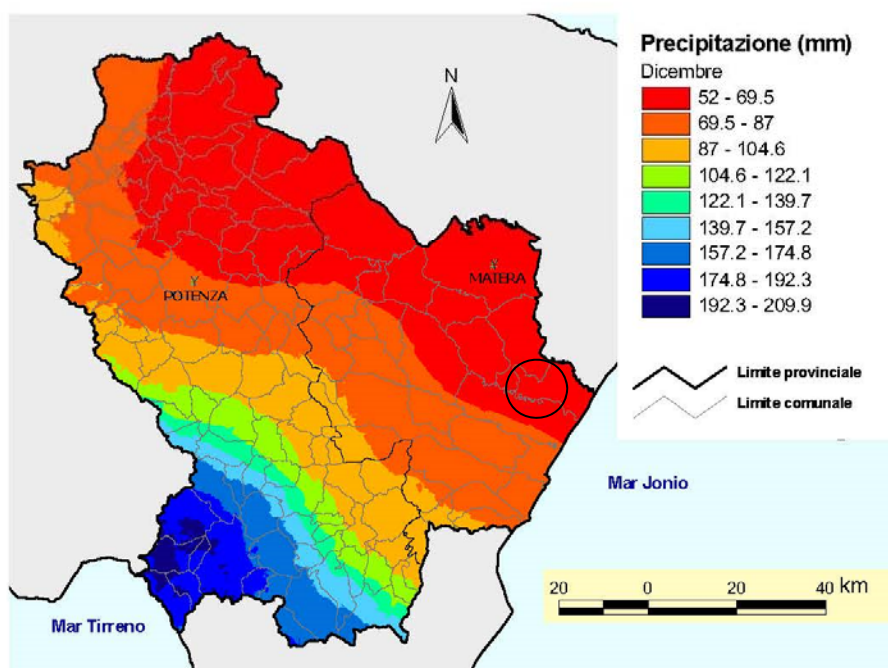 Precipitazione (mm)
Dicembre
52 - 69.5
69.5 - 87
87 - 104.6
104.6 - 122.1
122.1 - 139.7
139.7 - 157.2
157.2 - 174.8
174.8 - 192.3
192.3 - 209.9
Limite provinciale
Limite comunale
N
MATERA
POTENZA
Mar Jonio
Mar Tirreno
20 0 20 40 km